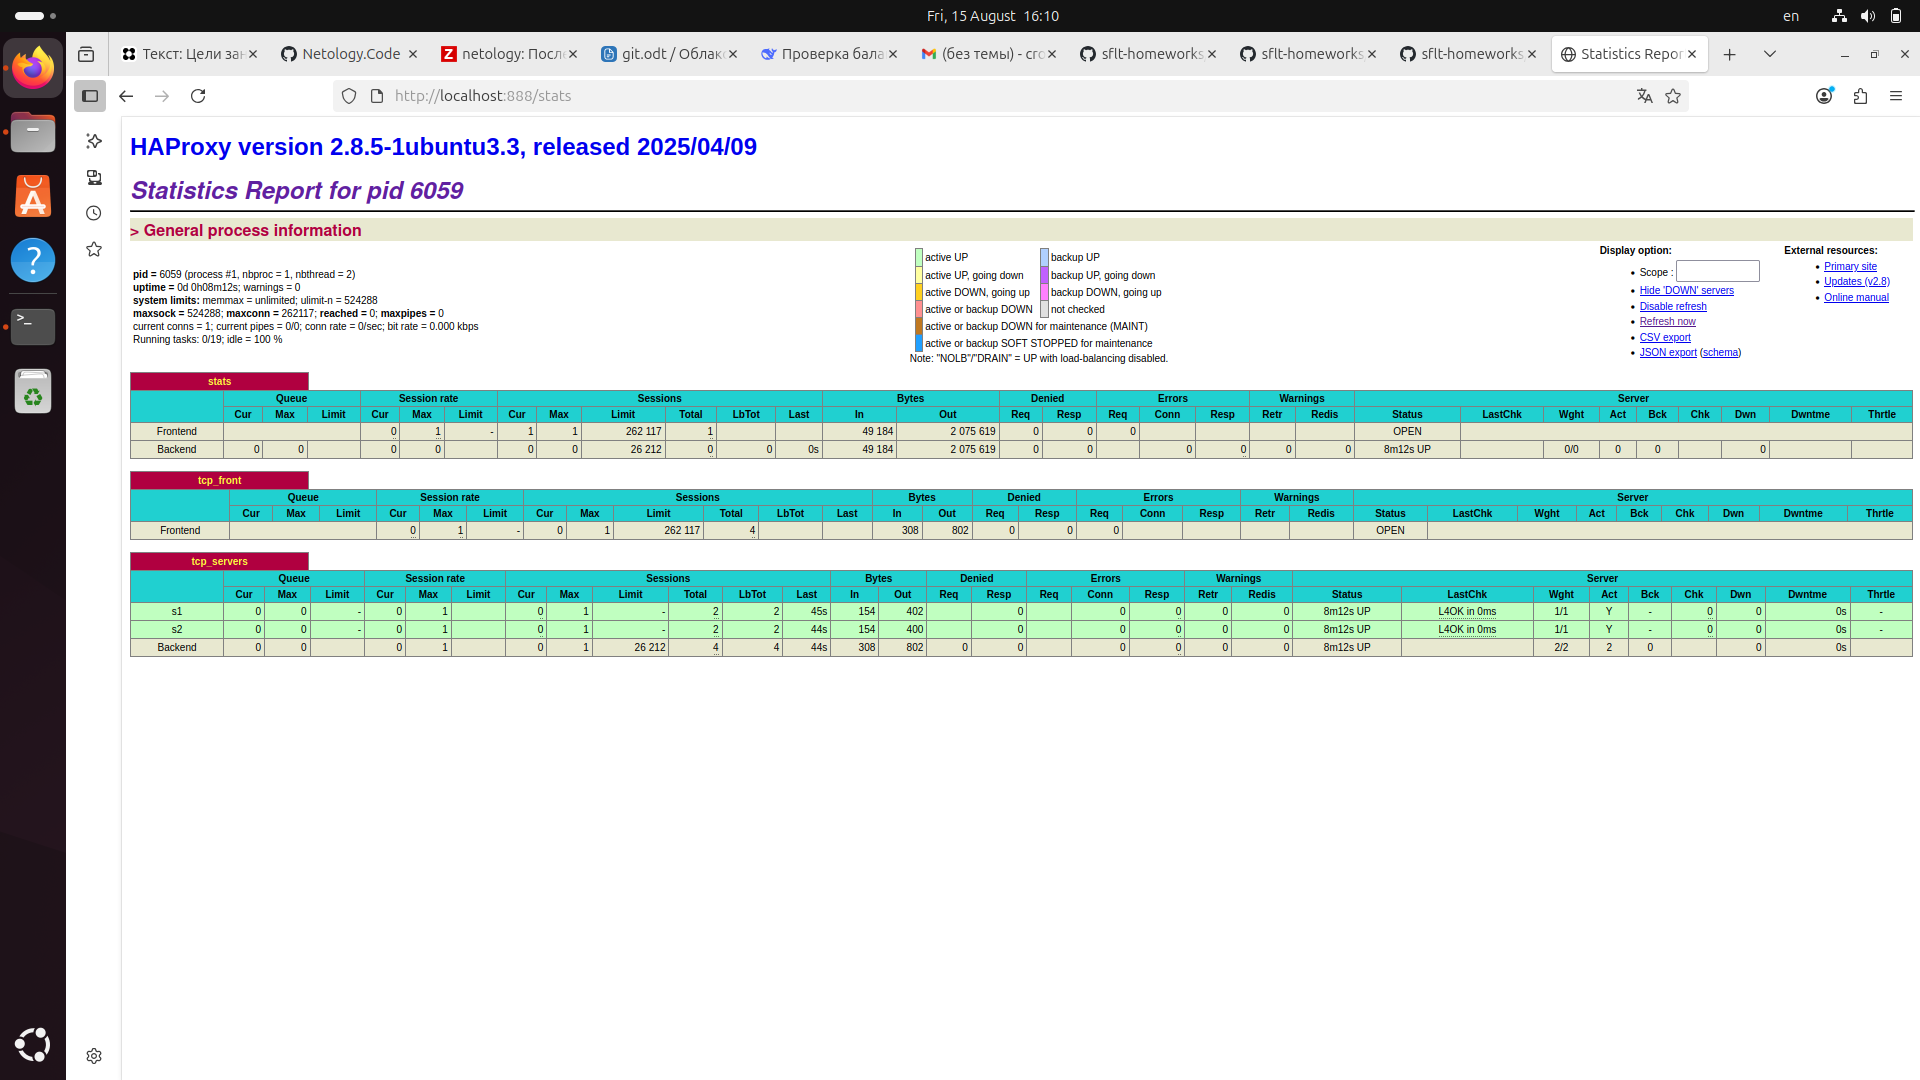 Fri, 15 August 16:10
en
Текст: Цели зан
Netology.Code
netology: Посл
git.odt / Облак
Проверка бала
(без темы) - cro
sflt-homeworks
sflt-homeworks
sflt-homeworks
Statistics Repor
http://localhost:888/stats
HAProxy version 2.8.5-1ubuntu3.3, released 2025/04/09
Statistics Report for pid 6059
> General process information
pid = 6059 (process #1, nbproc = 1, nbthread = 2)
uptime = 0d 0h08m12s; warnings = 0
system limits: memmax = unlimited; ulimit-n = 524288
maxsock = 524288; maxconn = 262117; reached = 0; maxpipes = 0
current conns = 1; current pipes = 0/0; conn rate = 0/sec; bit rate = 0.000 kbps
Running tasks: 0/19; idle = 100 %
active UP backup UP
active UP, going down backup UP, going down
active DOWN, going up backup DOWN, going up
active or backup DOWN not checked
active or backup DOWN for maintenance (MAINT)
active or backup SOFT STOPPED for maintenance
Note: "NOLB"/"DRAIN" = UP with load-balancing disabled.
Display option:
• Scope :
• Hide 'DOWN' servers
• Disable refresh
• Refresh now
• CSV export
• JSON export (schema)
External resources:
• Primary site
• Updates (v2.8)
• Online manual
stats
Queue Session rate Sessions Bytes Denied Errors Warnings Server
Cur Max Limit Cur Max Limit Cur Max Limit Total LbTot Last In Out Req Resp Req Conn Resp Retr Redis Status LastChk Wght Act Bck Chk Dwn Dwntme Thrtle
Frontend 0 1 - 1 1 262 117 1 49 184 2 075 619 0 0 0 OPEN
Backend 0 0 0 0 0 0 26 212 0 0 0s 49 184 2 075 619 0 0 0 0 0 0 8m12s UP 0/0 0 0 0
tcp_front
Queue Session rate Sessions Bytes Denied Errors Warnings Server
Cur Max Limit Cur Max Limit Cur Max Limit Total LbTot Last In Out Req Resp Req Conn Resp Retr Redis Status LastChk Wght Act Bck Chk Dwn Dwntme Thrtle
Frontend 0 1 - 0 1 262 117 4 308 802 0 0 0 OPEN
tcp_servers
Queue Session rate Sessions Bytes Denied Errors Warnings Server
Cur Max Limit Cur Max Limit Cur Max Limit Total LbTot Last In Out Req Resp Req Conn Resp Retr Redis Status LastChk Wght Act Bck Chk Dwn Dwntme Thrtle
s1 0 0 - 0 1 0 1 - 2 2 45s 154 402 0 0 0 0 0 8m12s UP L4OK in 0ms 1/1 Y - 0 0 0s -
s2 0 0 - 0 1 0 1 - 2 2 44s 154 400 0 0 0 0 0 8m12s UP L4OK in 0ms 1/1 Y - 0 0 0s -
Backend 0 0 0 1 0 1 26 212 4 4 44s 308 802 0 0 0 0 0 0 8m12s UP 2/2 2 0 0 0s